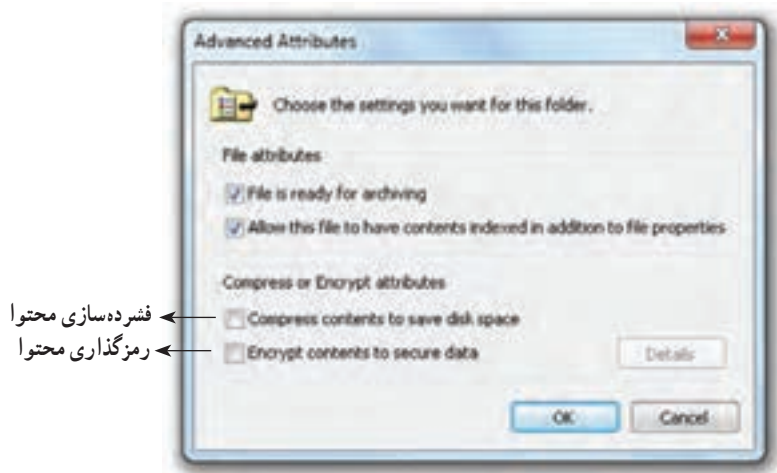 Advanced Attributes
Choose the settings you want for this folder.
File attributes
File is ready for archiving
Allow this file to have contents indexed in addition to file properties
Compress or Encrypt attributes
فشرده‌سازی محتوا
Compress contents to save disk space
رمزگذاری محتوا
Encrypt contents to secure data
Details
OK
Cancel